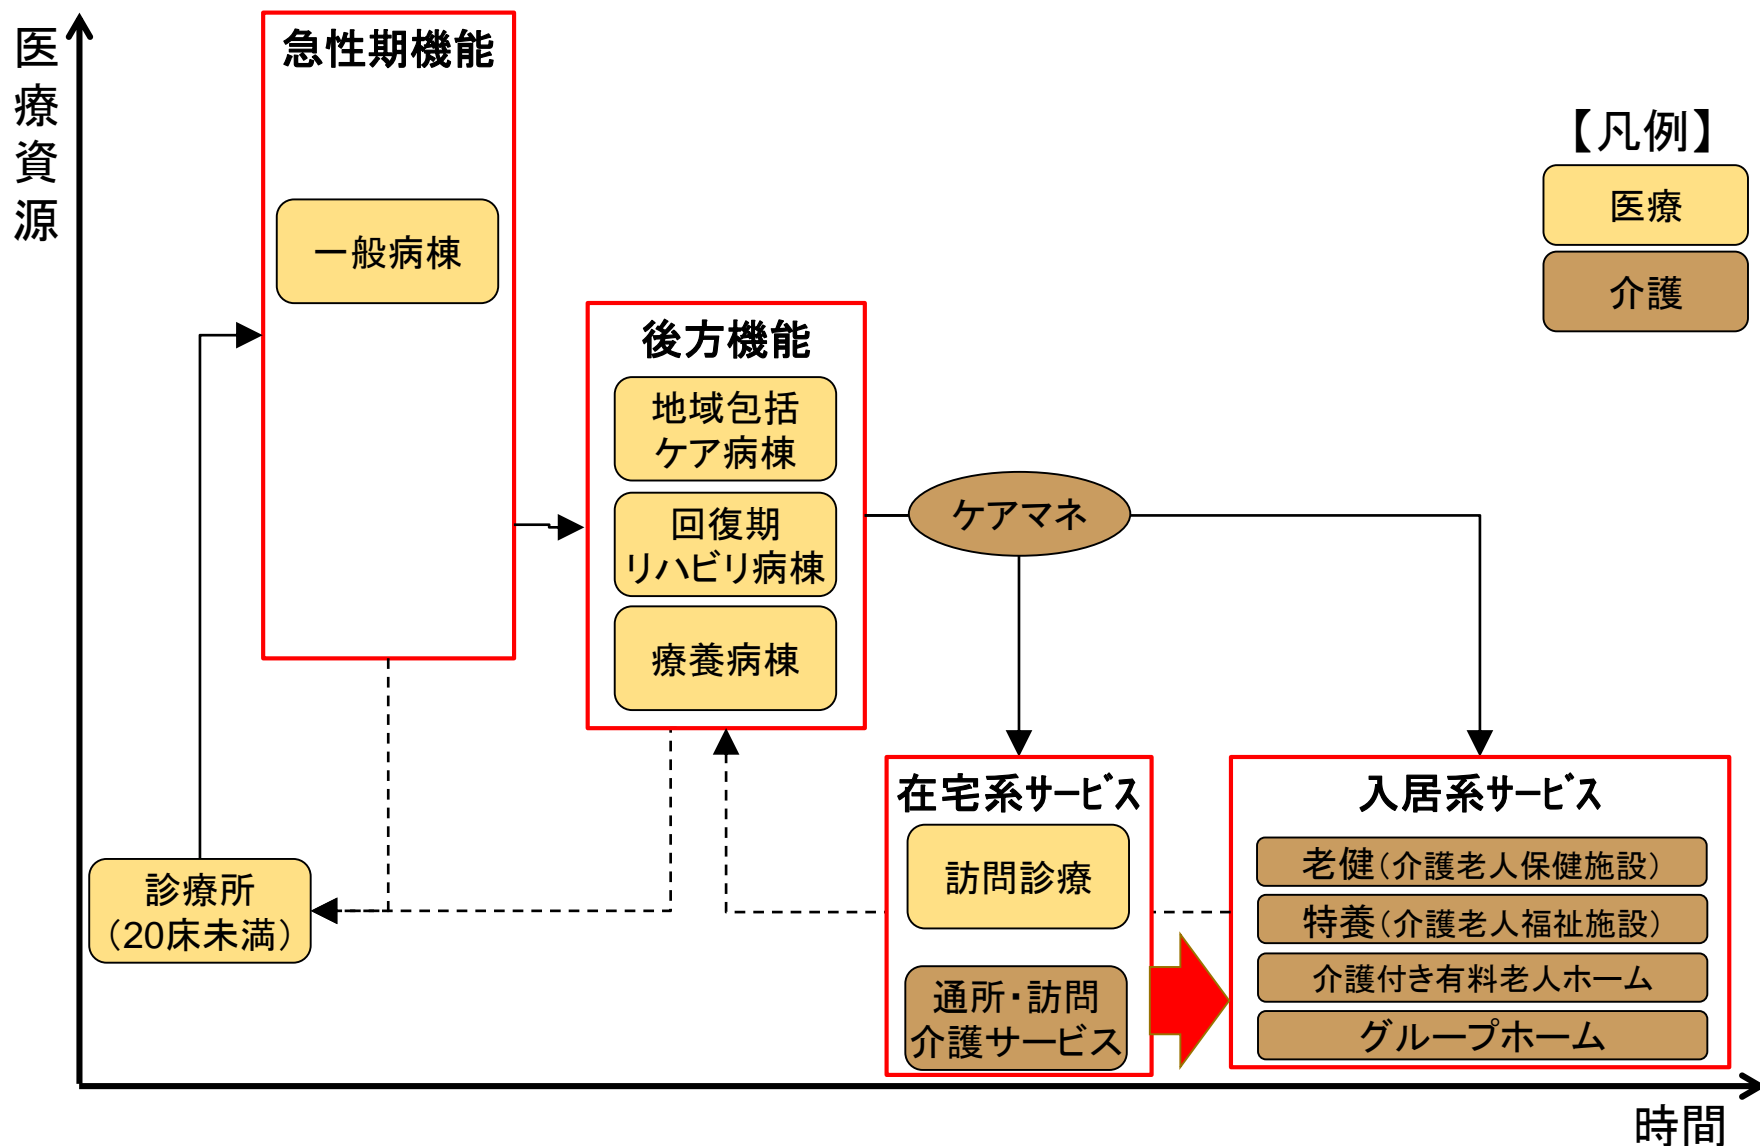 医療資源
急性期機能
一般病棟
【凡例】
医療
介護
後方機能
地域包括
ケア病棟
回復期
リハビリ病棟
療養病棟
ケアマネ
診療所
（20床未満）
在宅系サービス
訪問診療
通所・訪問
介護サービス
入居系サービス
老健（介護老人保健施設）
特養（介護老人福祉施設）
介護付き有料老人ホーム
グループホーム
時間